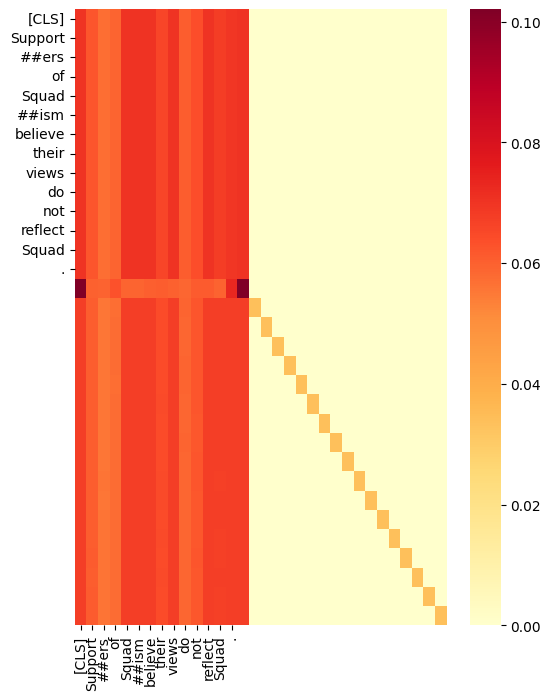 [CLS]
Support
##ers
of
Squad
##ism
believe
their
views
do
not
reflect
Squad
.
0.10
0.08
0.06
0.04
0.02
0.00
[CLS]
Support
##ers
of
Squad
##ism
believe
their
views
do
not
reflect
Squad
.